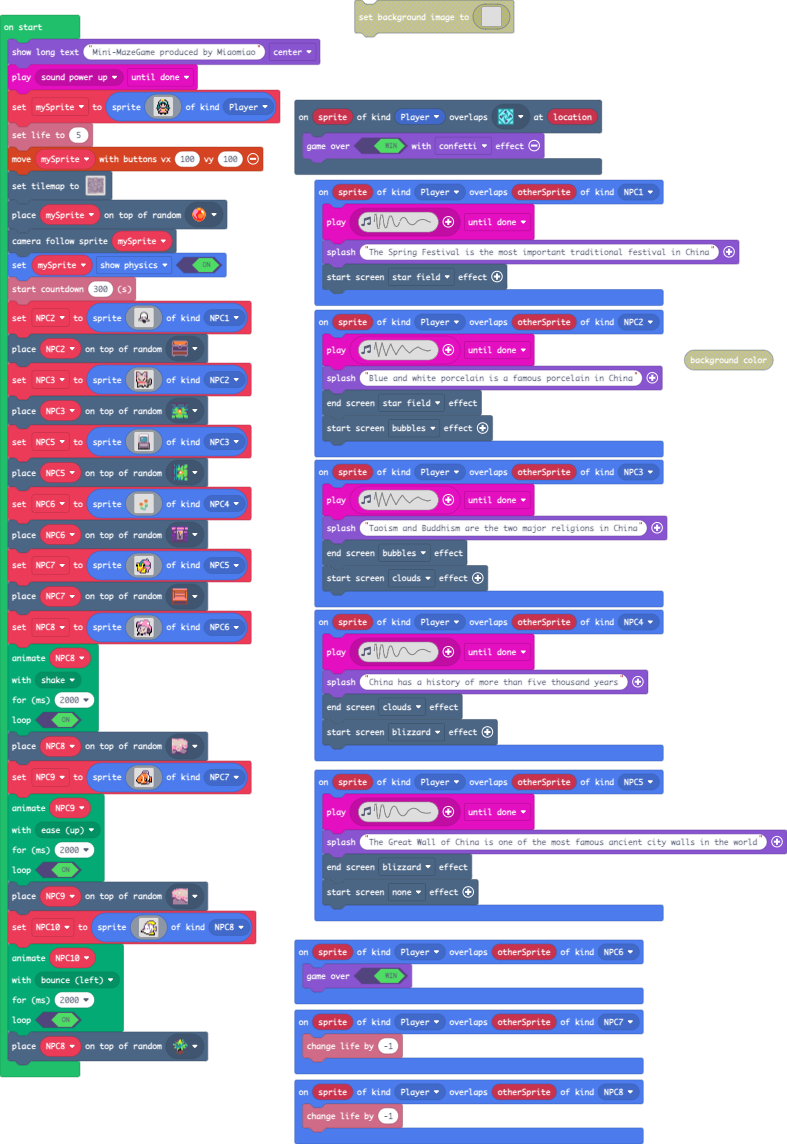 set background image to
on start
show long text "Mini-MazeGame produced by Miaomiao" center
play sound power up until done
set mySprite to sprite of kind Player
set life to 5
move mySprite with buttons vx 100 vy 100
set tilemap to
place mySprite on top of random
camera follow sprite mySprite
set mySprite show physics ON
start countdown 300 (s)
set NPC2 to sprite of kind NPC1
place NPC2 on top of random
set NPC3 to sprite of kind NPC2
place NPC3 on top of random
set NPC5 to sprite of kind NPC3
place NPC5 on top of random
set NPC6 to sprite of kind NPC4
place NPC6 on top of random
set NPC7 to sprite of kind NPC5
place NPC7 on top of random
set NPC8 to sprite of kind NPC6
animate NPC8
with shake
for (ms) 2000
loop ON
place NPC8 on top of random
set NPC9 to sprite of kind NPC7
animate NPC9
with ease (up)
for (ms) 2000
loop ON
place NPC9 on top of random
set NPC10 to sprite of kind NPC8
animate NPC10
with bounce (left)
for (ms) 2000
loop ON
place NPC8 on top of random
on sprite of kind Player overlaps at location
game over WIN with confetti effect
on sprite of kind Player overlaps otherSprite of kind NPC1
play until done
splash "The Spring Festival is the most important traditional festival in China"
start screen star field effect
on sprite of kind Player overlaps otherSprite of kind NPC2
play until done
splash "Blue and white porcelain is a famous porcelain in China"
end screen star field effect
start screen bubbles effect
on sprite of kind Player overlaps otherSprite of kind NPC3
play until done
splash "Taoism and Buddhism are the two major religions in China"
end screen bubbles effect
start screen clouds effect
on sprite of kind Player overlaps otherSprite of kind NPC4
play until done
splash "China has a history of more than five thousand years"
end screen clouds effect
start screen blizzard effect
on sprite of kind Player overlaps otherSprite of kind NPC5
play until done
splash "The Great Wall of China is one of the most famous ancient city walls in the world"
end screen blizzard effect
start screen none effect
on sprite of kind Player overlaps otherSprite of kind NPC6
game over WIN
on sprite of kind Player overlaps otherSprite of kind NPC7
change life by -1
on sprite of kind Player overlaps otherSprite of kind NPC8
change life by -1
background color